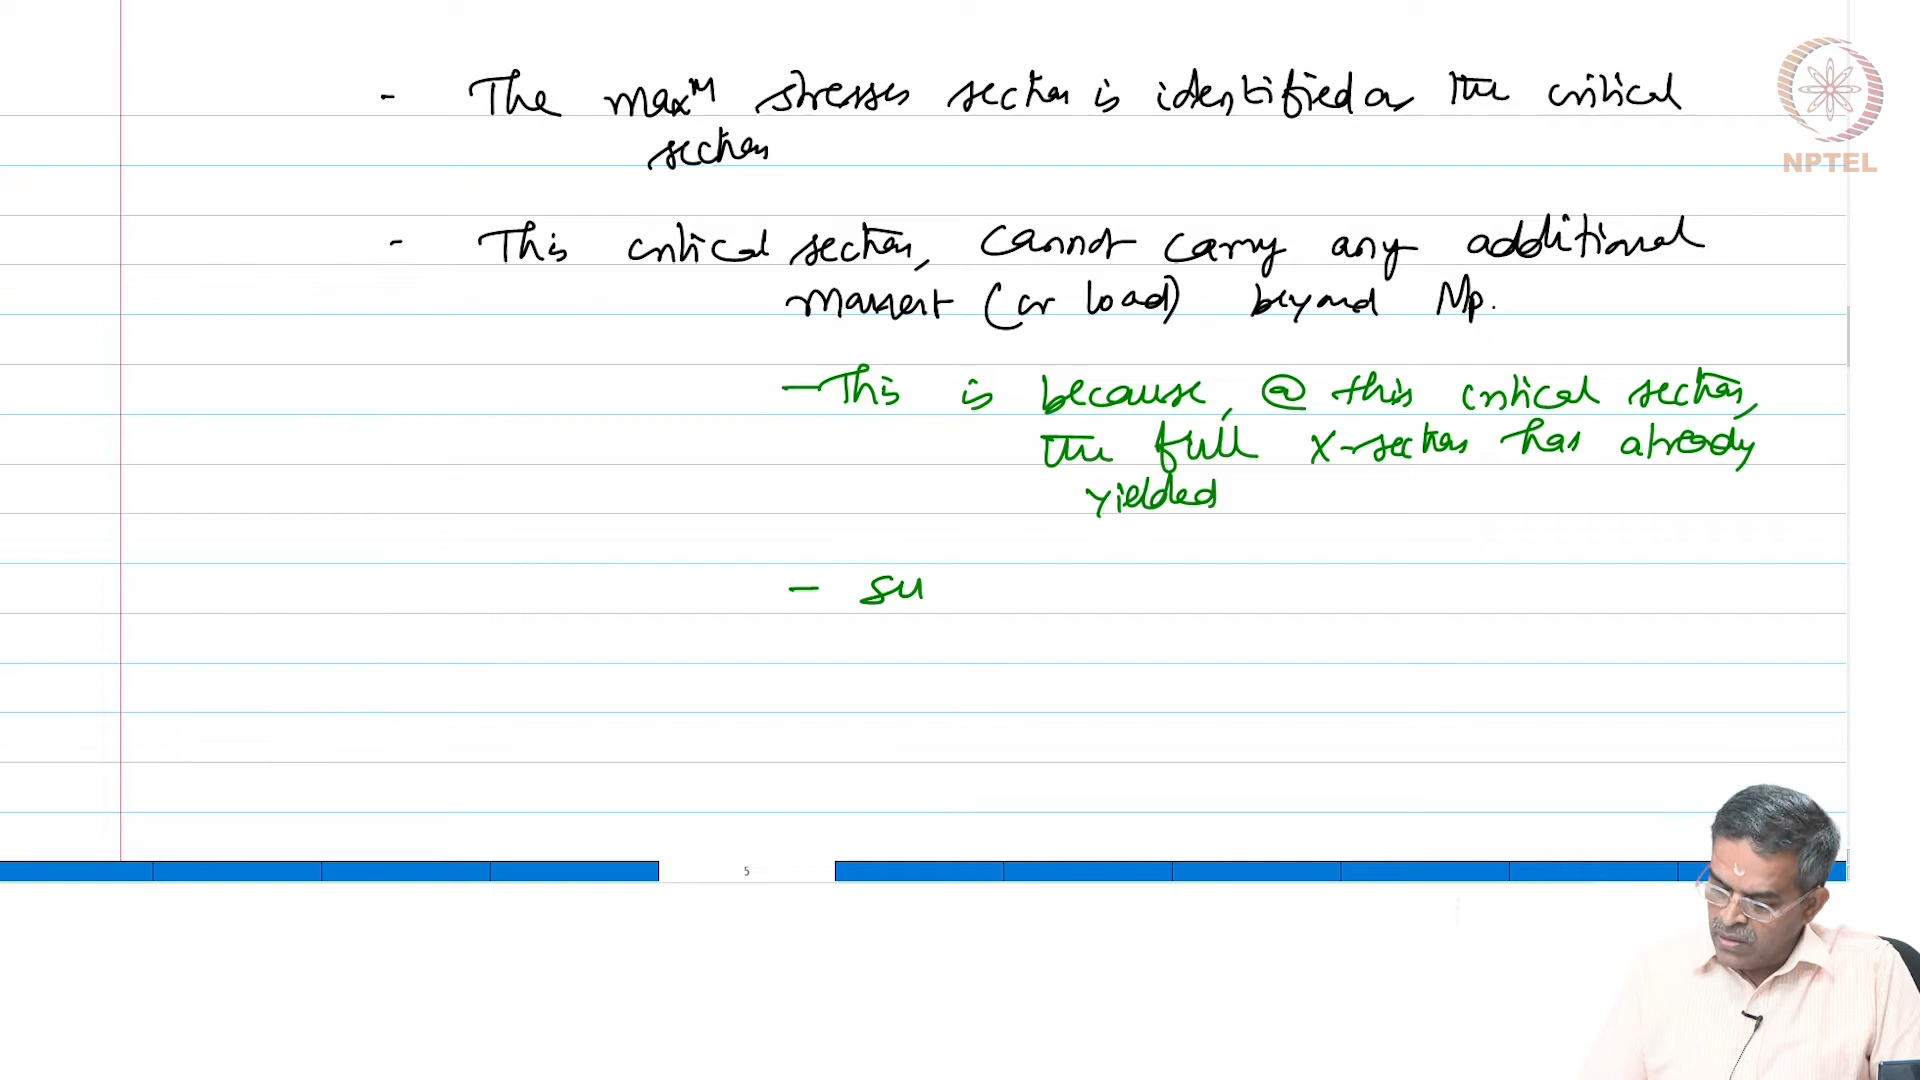 - The max^m stresses section is identified as the critical
section
NPTEL
- This critical section, cannot carry any additional
moment (or load) beyond Mp.
- This is because, @ this critical section,
the full x-section has already
yielded
- su
5